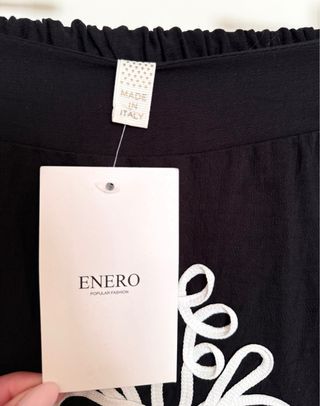 MADE
IN
ITALY
ENERO
POPULAR FASHION